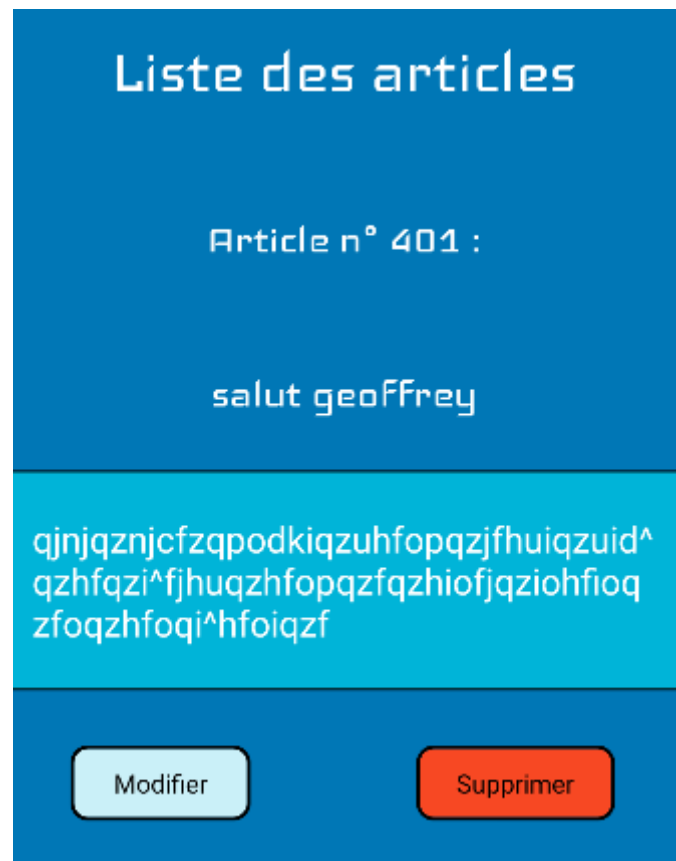 Liste des articles
Article n° 401 :
salut geoffrey
qjnjqznjcfzqpodkiqzuhfopqzjfhuiqzuid^
qzhfqzi^fjhuqzhfopqzfqzhiofjqziohfioq
zfoqzhfoqi^hfoiqzf
Modifier
Supprimer